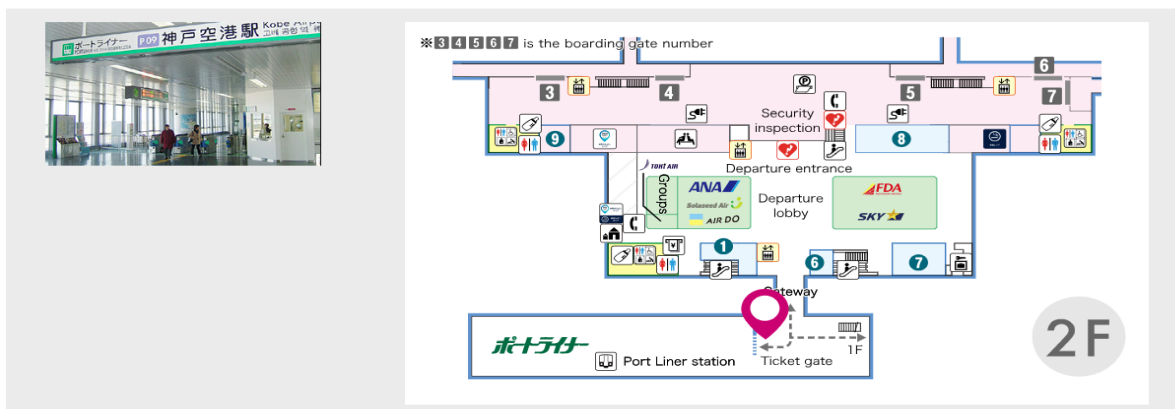 Kobe Airp
ポートライナー P09 神戸空港駅
※ 3 4 5 6 7 is the boarding gate number
6
3
4
5
7
Security
inspection
9
8
TOKI AIR
Departure entrance
Groups
ANA
Solaseed Air
AIR DO
Departure
lobby
FDA
SKY
1
6
7
Gateway
ポートライナー
Port Liner station
Ticket gate
1F
2F